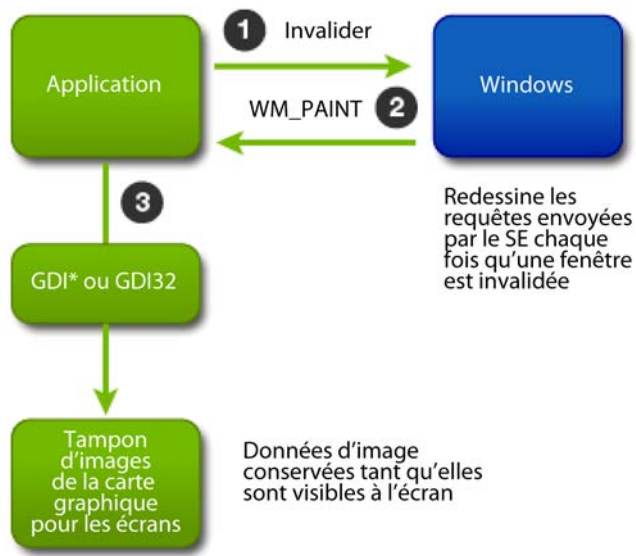 1 Invalider
Application
Windows
WM_PAINT 2
3
Redessine les
requêtes envoyées
par le SE chaque
fois qu'une fenêtre
est invalidée
GDI* ou GDI32
Tampon
d'images
de la carte
graphique
pour les écrans
Données d'image
conservées tant qu'elles
sont visibles à l'écran